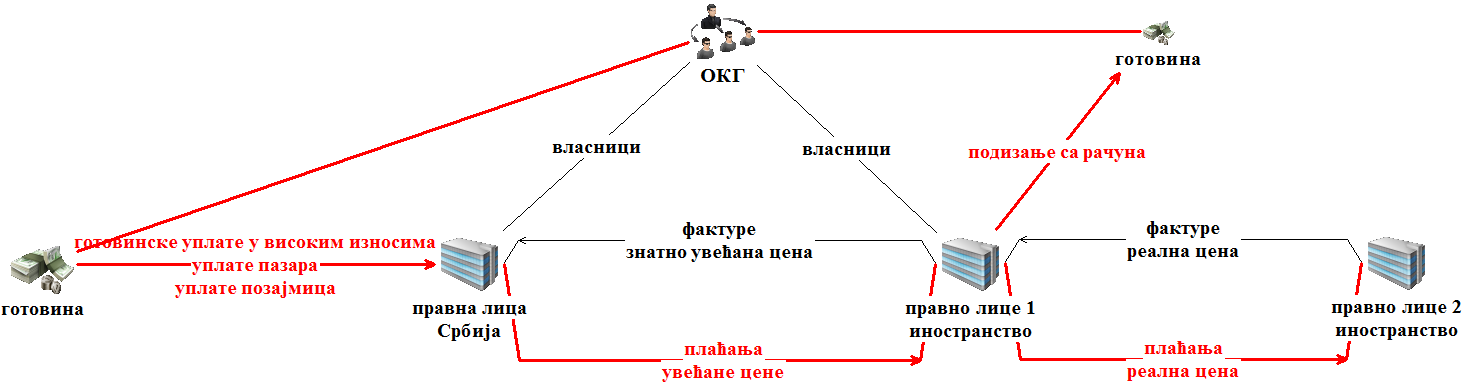 ОКГ
готовина
власници
власници
подизање са рачуна
готовинске уплате у високим износима
уплате пазара
уплате позајмица
фактуре
знатно увећана цена
фактуре
реална цена
готовина
правна лица
Србија
правно лице 1
иностранство
правно лице 2
иностранство
плаћања
увећане цене
плаћања
реална цена